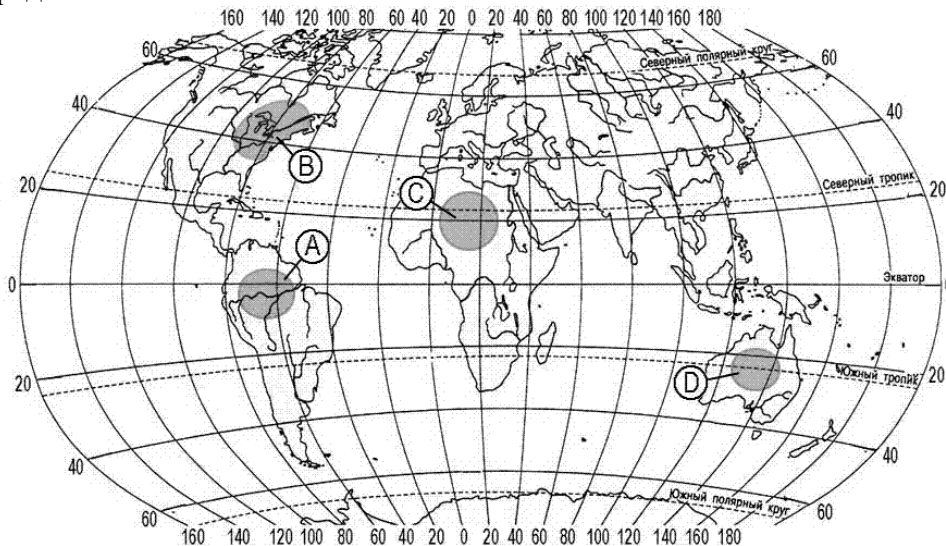 160 140 120 100 80 60 40 20 0 20 40 60 80 100 120 140 160 180
60 Северный полярный круг 60
40 40
B
20 C Северный тропик 20
A
0 Экватор 0
20 D Южный тропик 20
40 40
60 Южный полярный круг 60
180 160 140 120 100 80 60 40 20 0 20 40 60 80 100 120 140 160 180